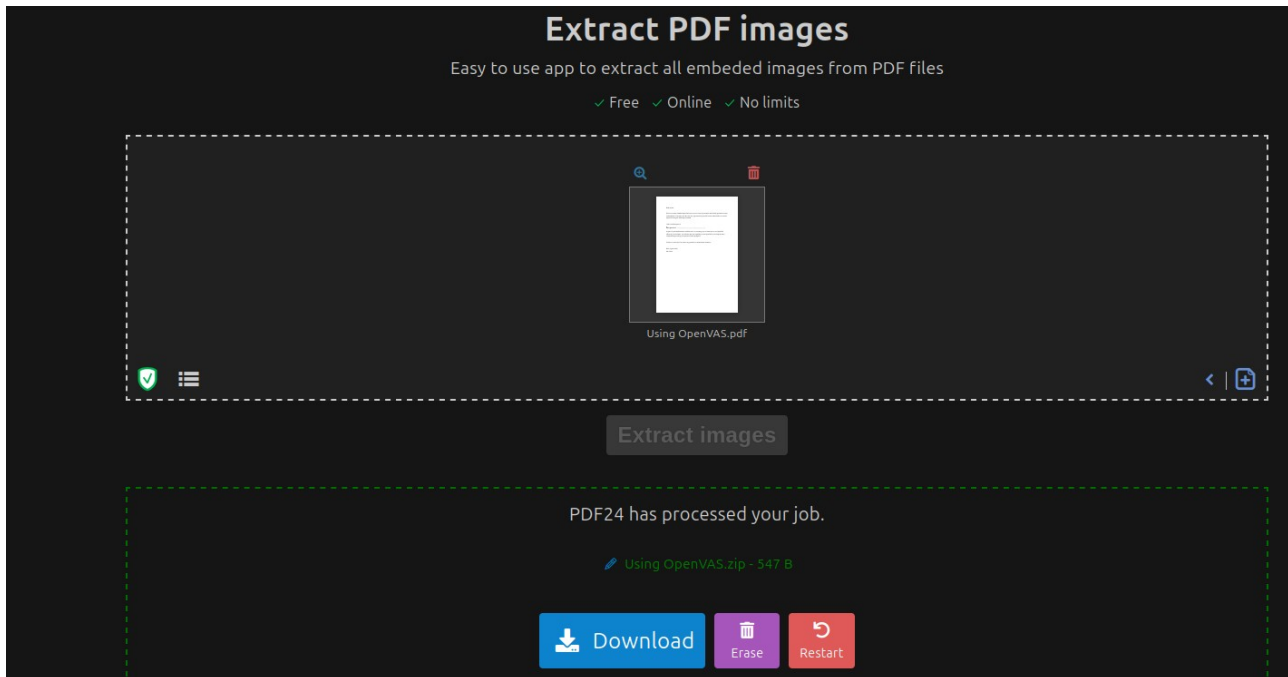 Extract PDF images
Easy to use app to extract all embeded images from PDF files
Free Online No limits
Using OpenVAS.pdf
Extract images
PDF24 has processed your job.
Using OpenVAS.zip - 547 B
Download
Erase
Restart